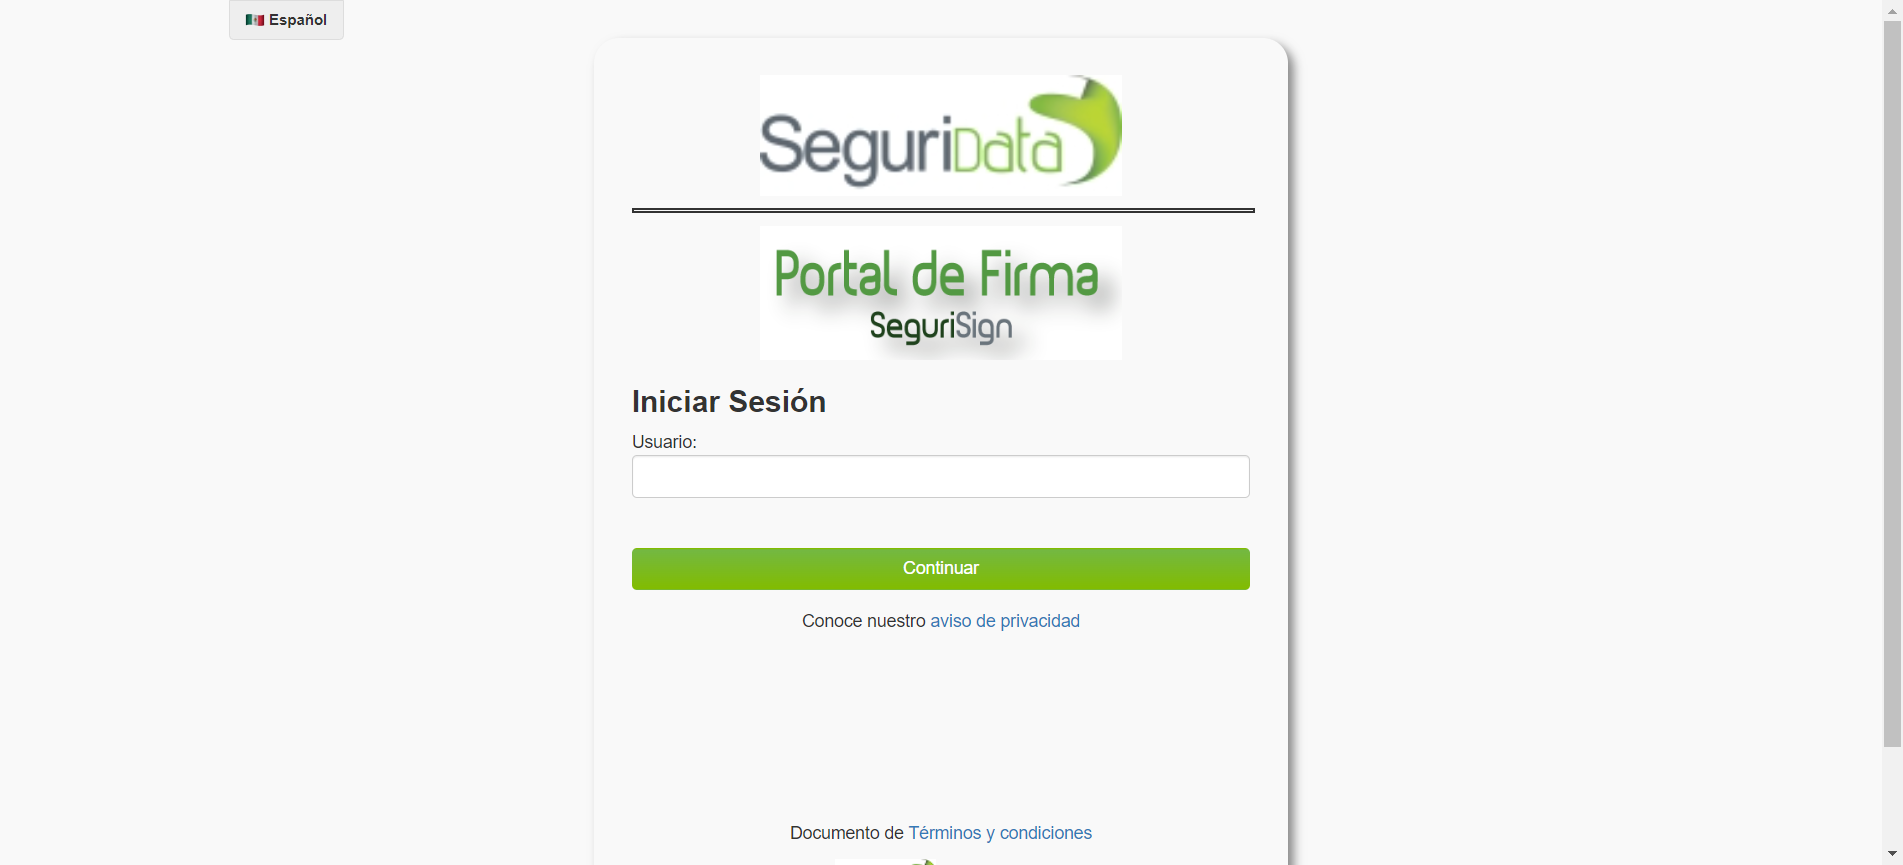 🇲🇽 Español
SeguriData
Portal de Firma
SeguriSign
Iniciar Sesión
Usuario:
Continuar
Conoce nuestro aviso de privacidad
Documento de Términos y condiciones